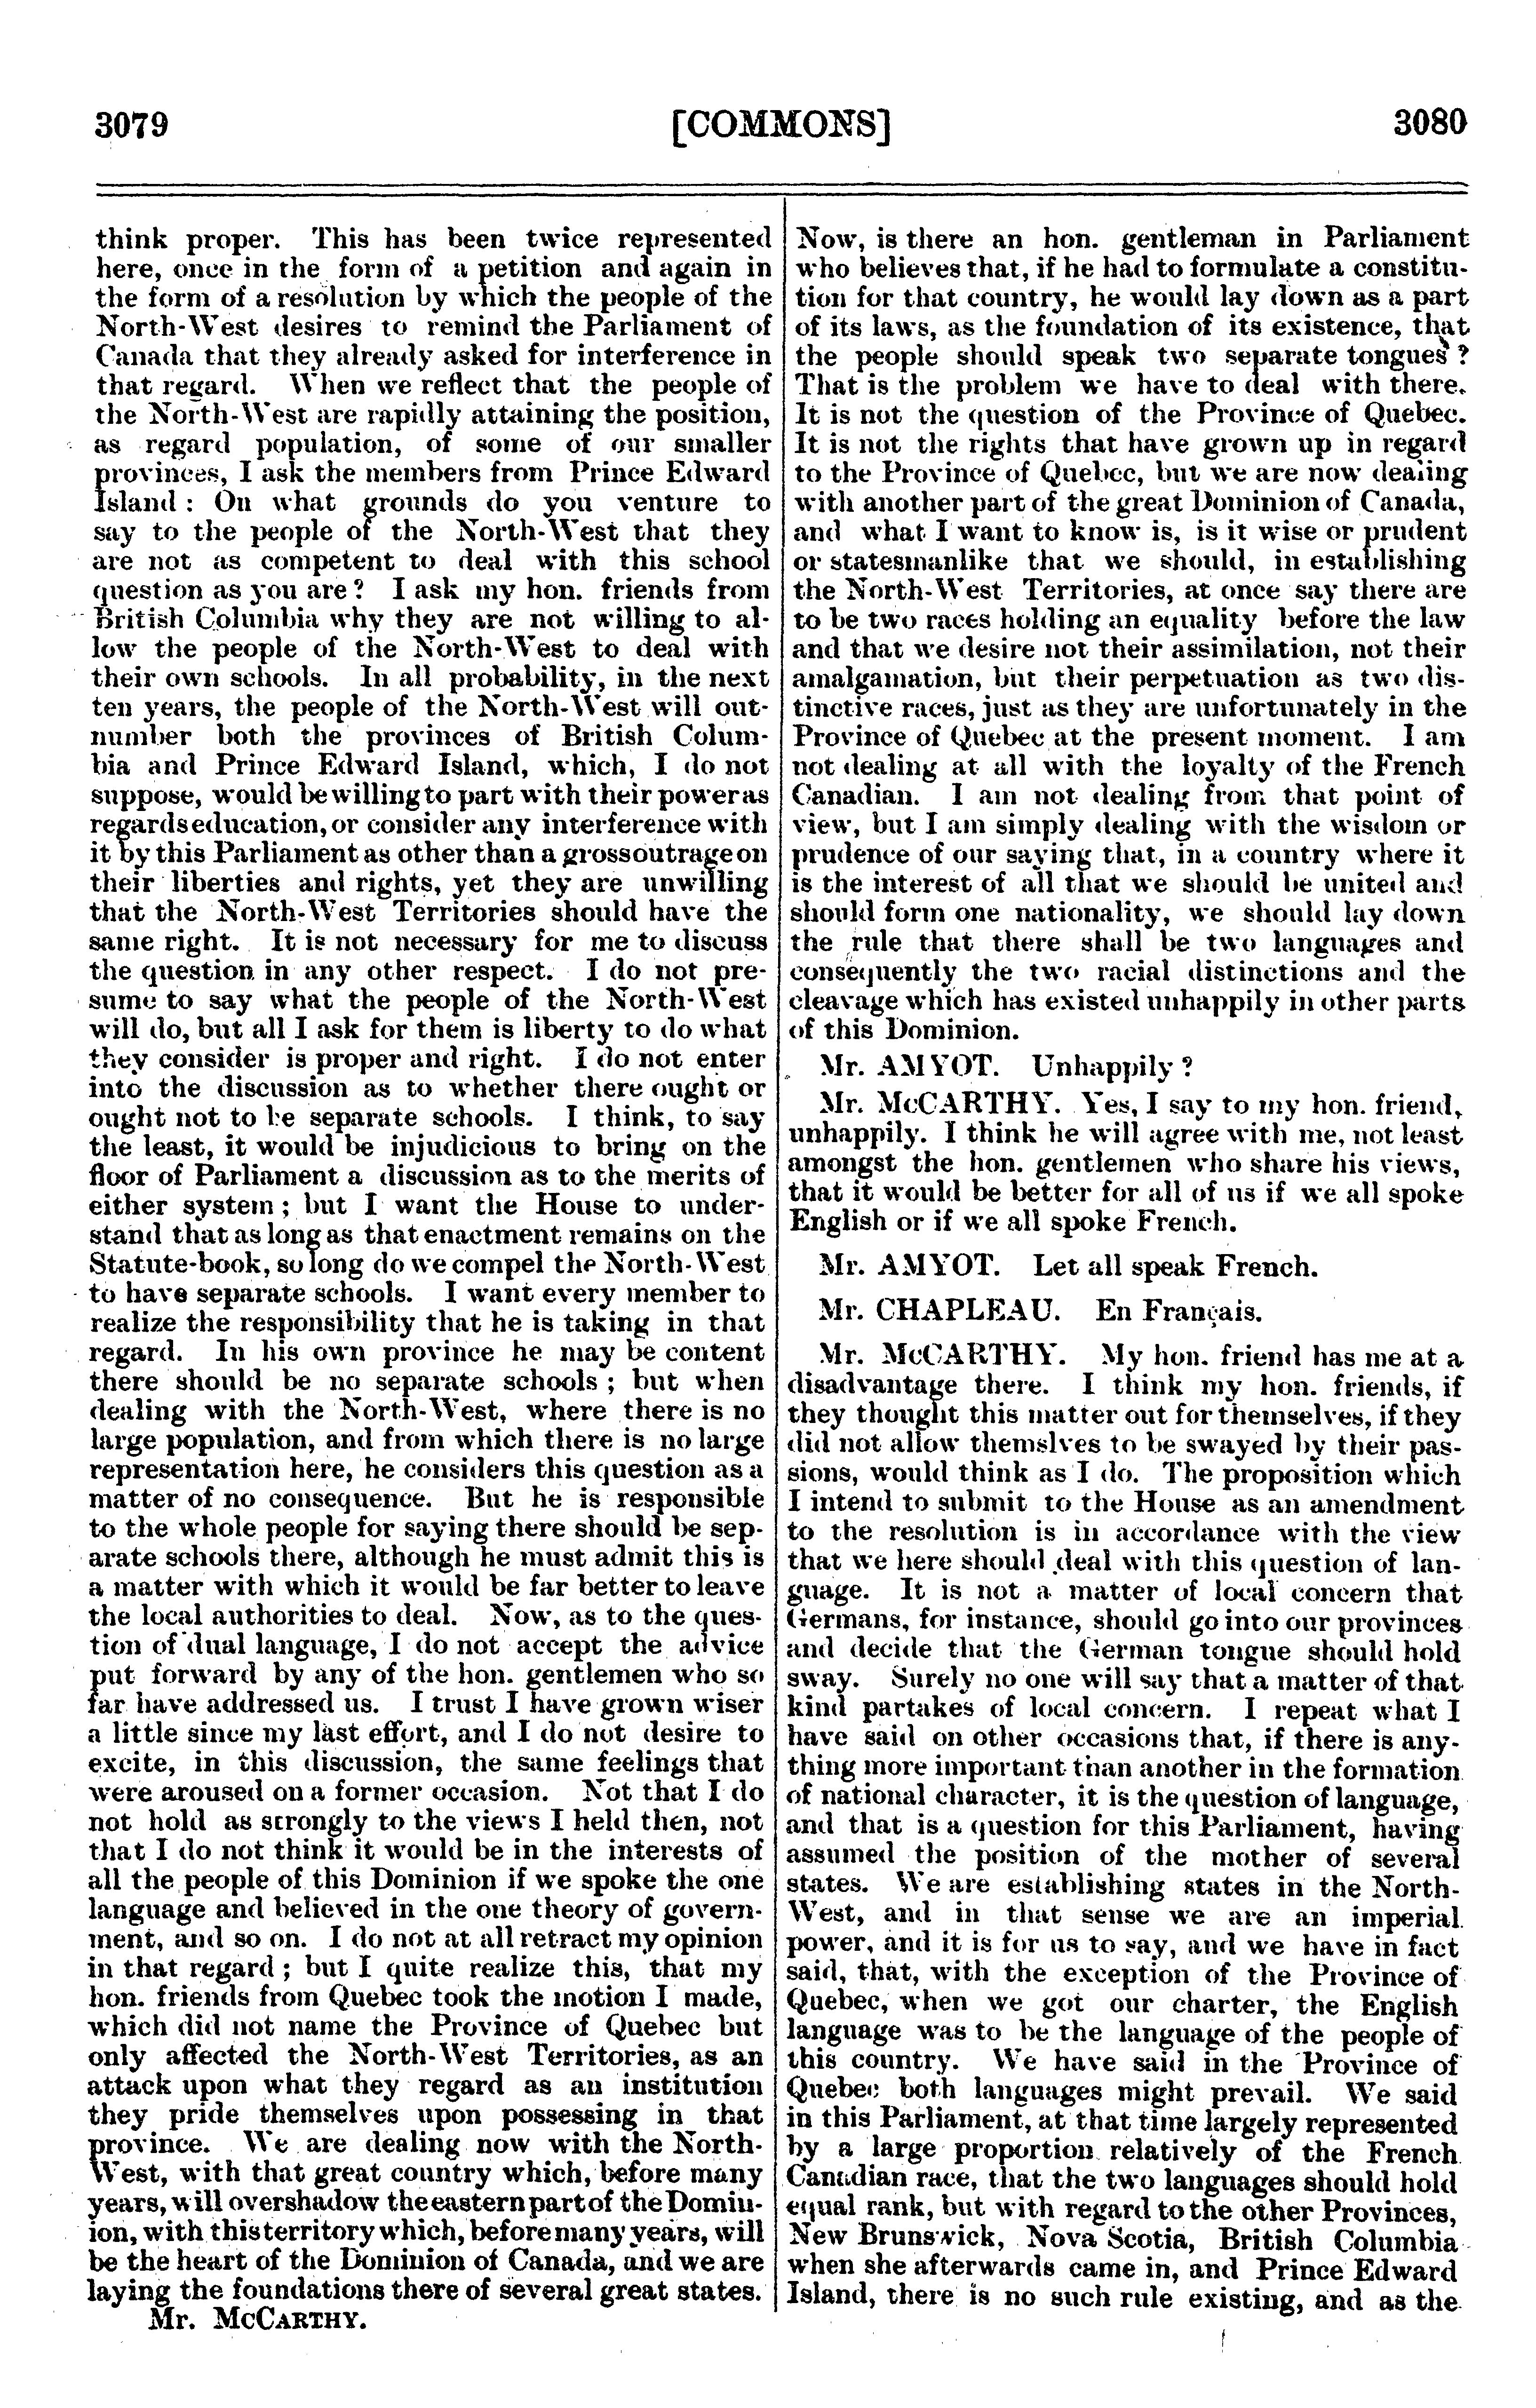 3079
[COMMONS]
3080
think proper. This has been twice represented
here, once in the form of a petition and again in
the form of a resolution by which the people of the
North-West desires to remind the Parliament of
Canada that they already asked for interference in
that regard. When we reflect that the people of
the North-West are rapidly attaining the position,
as regard population, of some of our smaller
provinces, I ask the members from Prince Edward
Island : On what grounds do you venture to
say to the people of the North-West that they
are not as competent to deal with this school
question as you are ? I ask my hon. friends from
British Columbia why they are not willing to al-
low the people of the North-West to deal with
their own schools. In all probability, in the next
ten years, the people of the North-West will out-
number both the provinces of British Colum-
bia and Prince Edward Island, which, I do not
suppose, would be willing to part with their power as
regards education, or consider any interference with
it by this Parliament as other than a gross outrage on
their liberties and rights, yet they are unwilling
that the North-West Territories should have the
same right. It is not necessary for me to discuss
the question in any other respect. I do not pre-
sume to say what the people of the North-West
will do, but all I ask for them is liberty to do what
they consider is proper and right. I do not enter
into the discussion as to whether there ought or
ought not to be separate schools. I think, to say
the least, it would be injudicious to bring on the
floor of Parliament a discussion as to the merits of
either system ; but I want the House to under-
stand that as long as that enactment remains on the
Statute-book, so long do we compel the North-West
to have separate schools. I want every member to
realize the responsibility that he is taking in that
regard. In his own province he may be content
there should be no separate schools ; but when
dealing with the North-West, where there is no
large population, and from which there is no large
representation here, he considers this question as a
matter of no consequence. But he is responsible
to the whole people for saying there should be sep-
arate schools there, although he must admit this is
a matter with which it would be far better to leave
the local authorities to deal. Now, as to the ques-
tion of dual language, I do not accept the advice
put forward by any of the hon. gentlemen who so
far have addressed us. I trust I have grown wiser
a little since my last effort, and I do not desire to
excite, in this discussion, the same feelings that
were aroused on a former occasion. Not that I do
not hold as strongly to the views I held then, not
that I do not think it would be in the interests of
all the people of this Dominion if we spoke the one
language and believed in the one theory of govern-
ment, and so on. I do not at all retract my opinion
in that regard ; but I quite realize this, that my
hon. friends from Quebec took the motion I made,
which did not name the Province of Quebec but
only affected the North-West Territories, as an
attack upon what they regard as an institution
they pride themselves upon possessing in that
province. We are dealing now with the North-
West, with that great country which, before many
years, will overshadow the eastern part of the Domin-
ion, with this territory which, before many years, will
be the heart of the Dominion of Canada, and we are
laying the foundations there of several great states.
Mr. MCCARTHY.
Now, is there an hon. gentleman in Parliament
who believes that, if he had to formulate a constitu-
tion for that country, he would lay down as a part
of its laws, as the foundation of its existence, that
the people should speak two separate tongues ?
That is the problem we have to deal with there.
It is not the question of the Province of Quebec.
It is not the rights that have grown up in regard
to the Province of Quebec, but we are now dealing
with another part of the great Dominion of Canada,
and what I want to know is, is it wise or prudent
or statesmanlike that we should, in establishing
the North-West Territories, at once say there are
to be two races holding an equality before the law
and that we desire not their assimilation, not their
amalgamation, but their perpetuation as two dis-
tinctive races, just as they are unfortunately in the
Province of Quebec at the present moment. I am
not dealing at all with the loyalty of the French
Canadian. I am not dealing from that point of
view, but I am simply dealing with the wisdom or
prudence of our saying that, in a country where it
is the interest of all that we should be united and
should form one nationality, we should lay down
the rule that there shall be two languages and
consequently the two racial distinctions and the
cleavage which has existed unhappily in other parts
of this Dominion.
Mr. AMYOT. Unhappily ?
Mr. McCARTHY. Yes, I say to my hon. friend,
unhappily. I think he will agree with me, not least
amongst the hon. gentlemen who share his views,
that it would be better for all of us if we all spoke
English or if we all spoke French.
Mr. AMYOT. Let all speak French.
Mr. CHAPLEAU. En Français.
Mr. McCARTHY. My hon. friend has me at a
disadvantage there. I think my hon. friends, if
they thought this matter out for themselves, if they
did not allow themslves to be swayed by their pas-
sions, would think as I do. The proposition which
I intend to submit to the House as an amendment
to the resolution is in accordance with the view
that we here should deal with this question of lan-
guage. It is not a matter of local concern that
Germans, for instance, should go into our provinces
and decide that the German tongue should hold
sway. Surely no one will say that a matter of that
kind partakes of local concern. I repeat what I
have said on other occasions that, if there is any-
thing more important than another in the formation
of national character, it is the question of language,
and that is a question for this Parliament, having
assumed the position of the mother of several
states. We are establishing states in the North-
West, and in that sense we are an imperial
power, and it is for us to say, and we have in fact
said, that, with the exception of the Province of
Quebec, when we got our charter, the English
language was to be the language of the people of
this country. We have said in the Province of
Quebec both languages might prevail. We said
in this Parliament, at that time largely represented
by a large proportion relatively of the French
Canadian race, that the two languages should hold
equal rank, but with regard to the other Provinces,
New Brunswick, Nova Scotia, British Columbia
when she afterwards came in, and Prince Edward
Island, there is no such rule existing, and as the